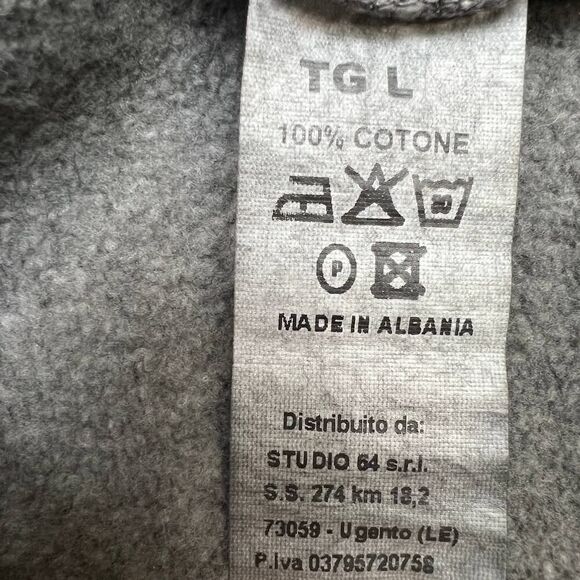 TG L
100% COTONE
P
MADE IN ALBANIA
Distribuito da:
STUDIO 64 s.r.l.
S.S. 274 km 18,2
73059 - Ugento (LE)
P.Iva 03795720758